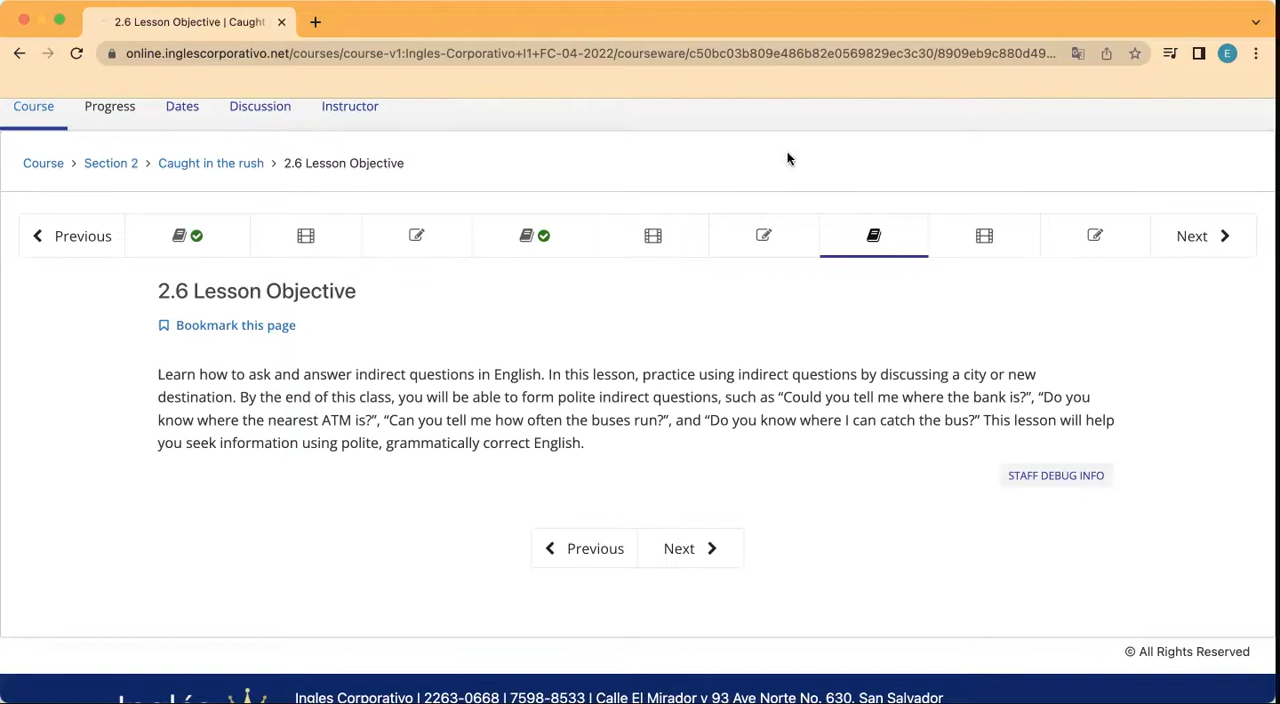 2.6 Lesson Objective | Caught
online.inglescorporativo.net/courses/course-v1:Ingles-Corporativo+I1+FC-04-2022/courseware/c50bc03b809e486b82e0569829ec3c30/8909eb9c880d49...
E
Course Progress Dates Discussion Instructor
Course > Section 2 > Caught in the rush > 2.6 Lesson Objective
Previous Next
2.6 Lesson Objective
Bookmark this page
Learn how to ask and answer indirect questions in English. In this lesson, practice using indirect questions by discussing a city or new
destination. By the end of this class, you will be able to form polite indirect questions, such as “Could you tell me where the bank is?”, “Do you
know where the nearest ATM is?”, “Can you tell me how often the buses run?”, and “Do you know where I can catch the bus?” This lesson will help
you seek information using polite, grammatically correct English.
STAFF DEBUG INFO
Previous Next
© All Rights Reserved
Ingles Corporativo | 2263-0668 | 7598-8533 | Calle El Mirador y 93 Ave Norte No. 630, San Salvador